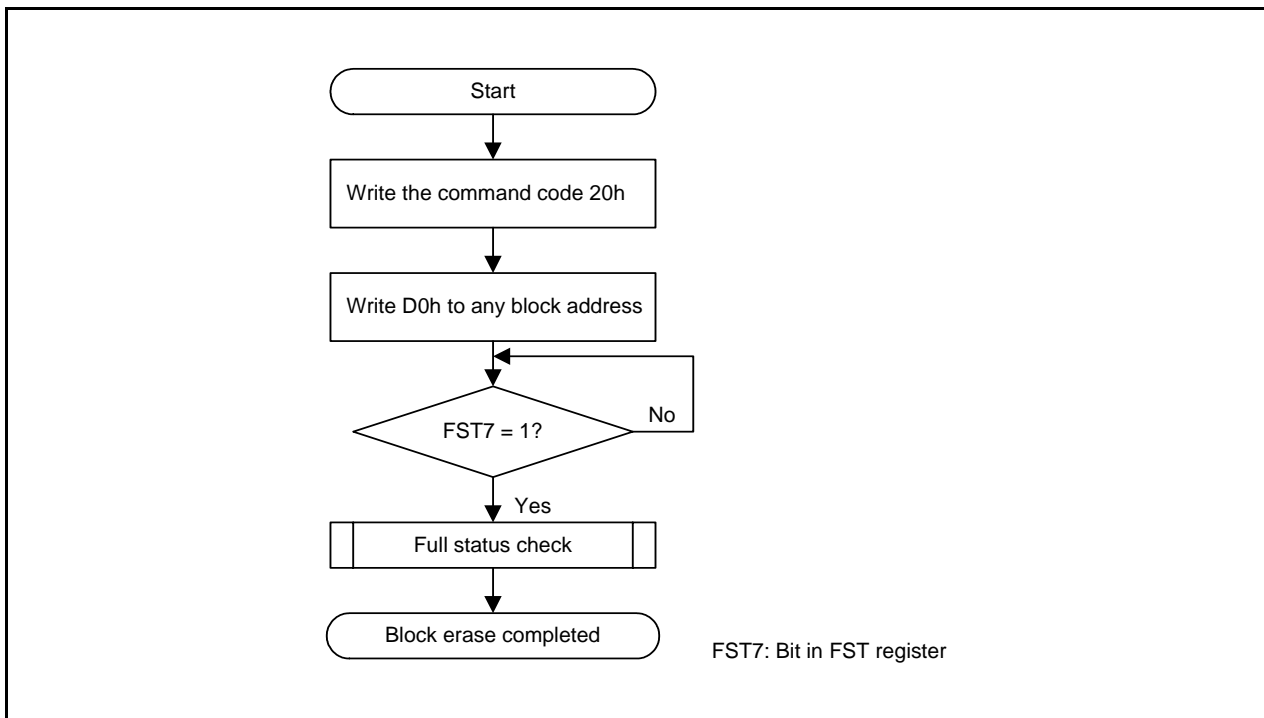 Start
Write the command code 20h
Write D0h to any block address
FST7 = 1?
No
Yes
Full status check
Block erase completed
FST7: Bit in FST register